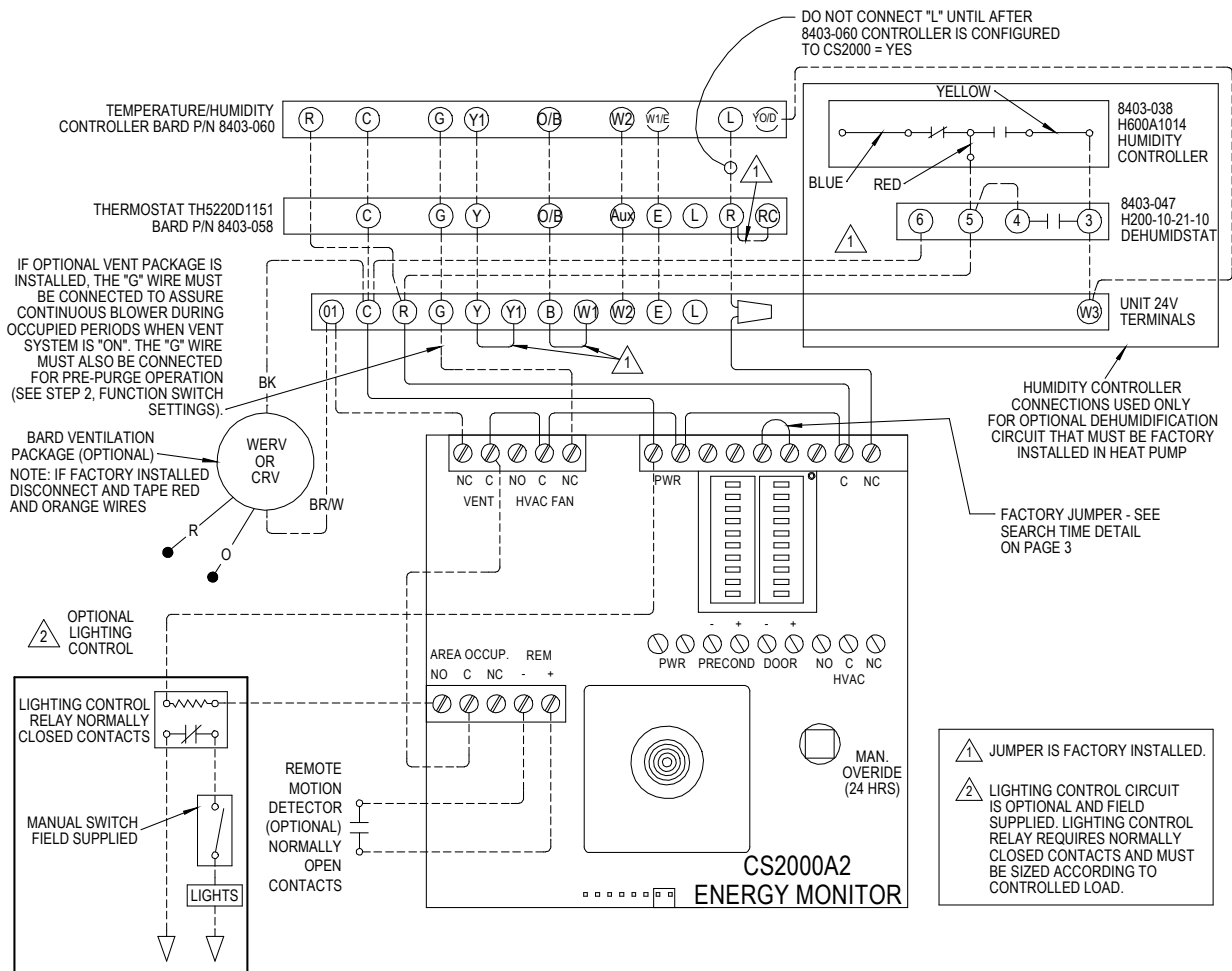 DO NOT CONNECT "L" UNTIL AFTER
8403-060 CONTROLLER IS CONFIGURED
TO CS2000 = YES
TEMPERATURE/HUMIDITY
CONTROLLER BARD P/N 8403-060
R C G Y1 O/B W2 W1/E L YO/D
YELLOW
BLUE
RED
8403-038
H600A1014
HUMIDITY
CONTROLLER
1
THERMOSTAT TH5220D1151
BARD P/N 8403-058
C G Y O/B Aux E L R RC
1
6 5 4 3
8403-047
H200-10-21-10
DEHUMIDSTAT
IF OPTIONAL VENT PACKAGE IS
INSTALLED, THE "G" WIRE MUST
BE CONNECTED TO ASSURE
CONTINUOUS BLOWER DURING
OCCUPIED PERIODS WHEN VENT
SYSTEM IS "ON". THE "G" WIRE
MUST ALSO BE CONNECTED
FOR PRE-PURGE OPERATION
(SEE STEP 2, FUNCTION SWITCH
SETTINGS).
01 C R G Y Y1 B W1 W2 E L W3
UNIT 24V
TERMINALS
1
HUMIDITY CONTROLLER
CONNECTIONS USED ONLY
FOR OPTIONAL DEHUMIDIFICATION
CIRCUIT THAT MUST BE FACTORY
INSTALLED IN HEAT PUMP
BK
WERV
OR
CRV
BARD VENTILATION
PACKAGE (OPTIONAL)
NOTE: IF FACTORY INSTALLED
DISCONNECT AND TAPE RED
AND ORANGE WIRES
BR/W
R
O
NC C NO C NC
VENT HVAC FAN
PWR C NC
FACTORY JUMPER - SEE
SEARCH TIME DETAIL
ON PAGE 3
2
OPTIONAL
LIGHTING
CONTROL
- + - +
PWR PRECOND DOOR NO C NC
HVAC
AREA OCCUP. REM
NO C NC - +
LIGHTING CONTROL
RELAY NORMALLY
CLOSED CONTACTS
MANUAL SWITCH
FIELD SUPPLIED
LIGHTS
REMOTE
MOTION
DETECTOR
(OPTIONAL)
NORMALLY
OPEN
CONTACTS
MAN.
OVERIDE
(24 HRS)
CS2000A2
ENERGY MONITOR
1 JUMPER IS FACTORY INSTALLED.
2 LIGHTING CONTROL CIRCUIT
IS OPTIONAL AND FIELD
SUPPLIED. LIGHTING CONTROL
RELAY REQUIRES NORMALLY
CLOSED CONTACTS AND MUST
BE SIZED ACCORDING TO
CONTROLLED LOAD.